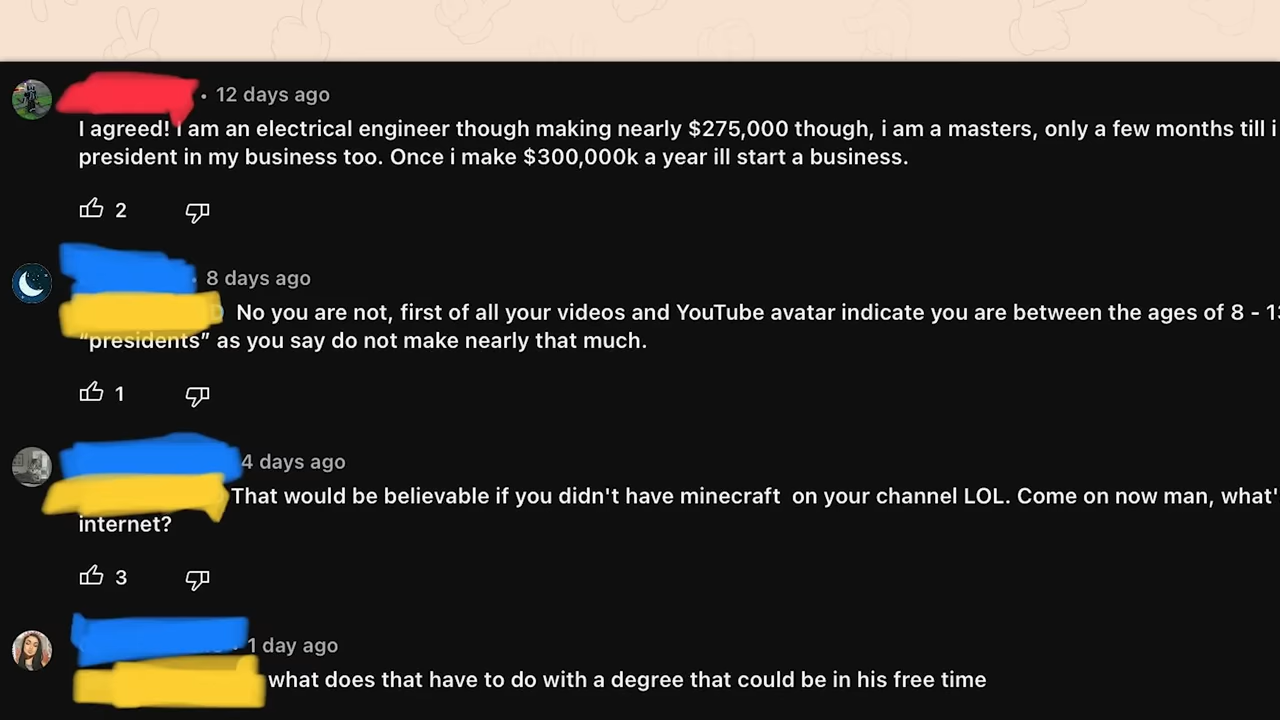 12 days ago
I agreed! I am an electrical engineer though making nearly $275,000 though, i am a masters, only a few months till i
president in my business too. Once i make $300,000k a year ill start a business.
2
8 days ago
No you are not, first of all your videos and YouTube avatar indicate you are between the ages of 8 - 13
“presidents” as you say do not make nearly that much.
1
4 days ago
That would be believable if you didn't have minecraft on your channel LOL. Come on now man, what'
internet?
3
1 day ago
what does that have to do with a degree that could be in his free time